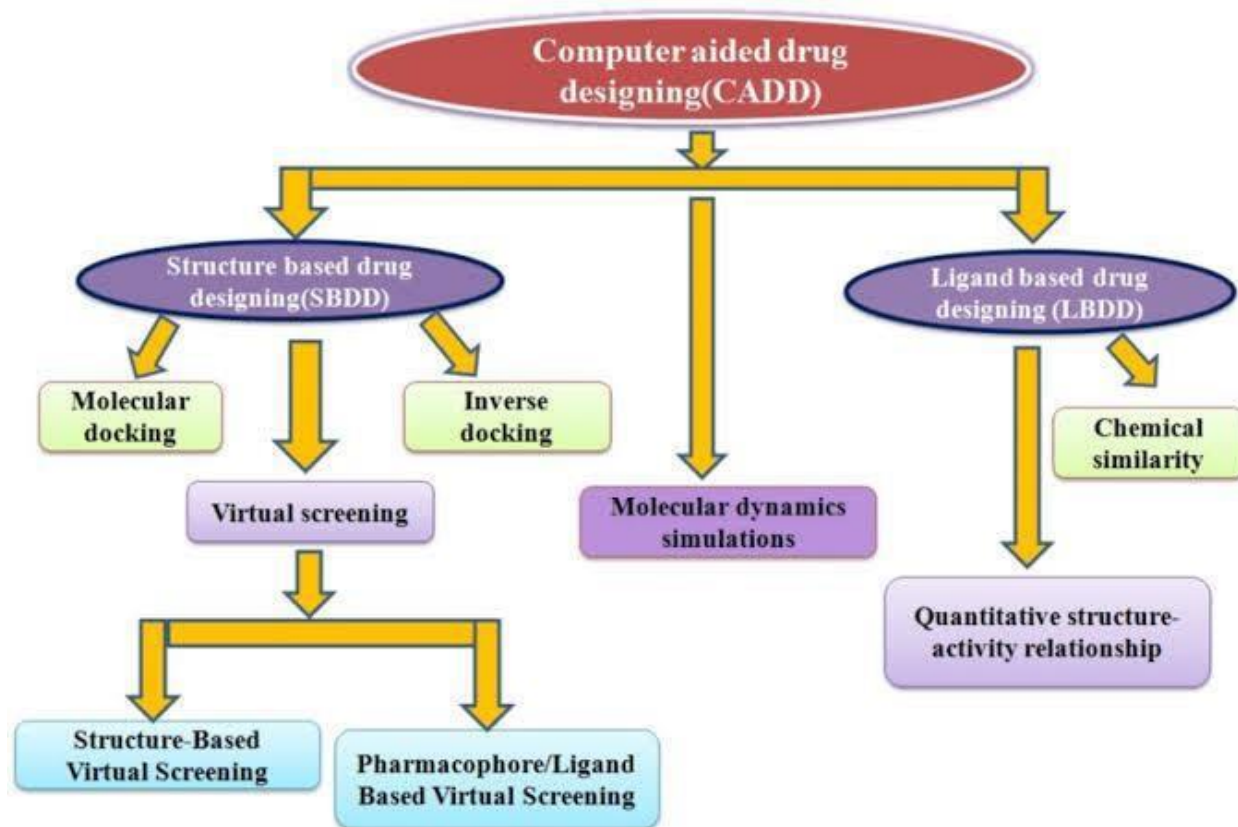 Computer aided drug
designing(CADD)
Structure based drug
designing(SBDD)
Ligand based drug
designing (LBDD)
Molecular
docking
Inverse
docking
Chemical
similarity
Virtual screening
Molecular dynamics
simulations
Quantitative structure-
activity relationship
Structure-Based
Virtual Screening
Pharmacophore/Ligand
Based Virtual Screening